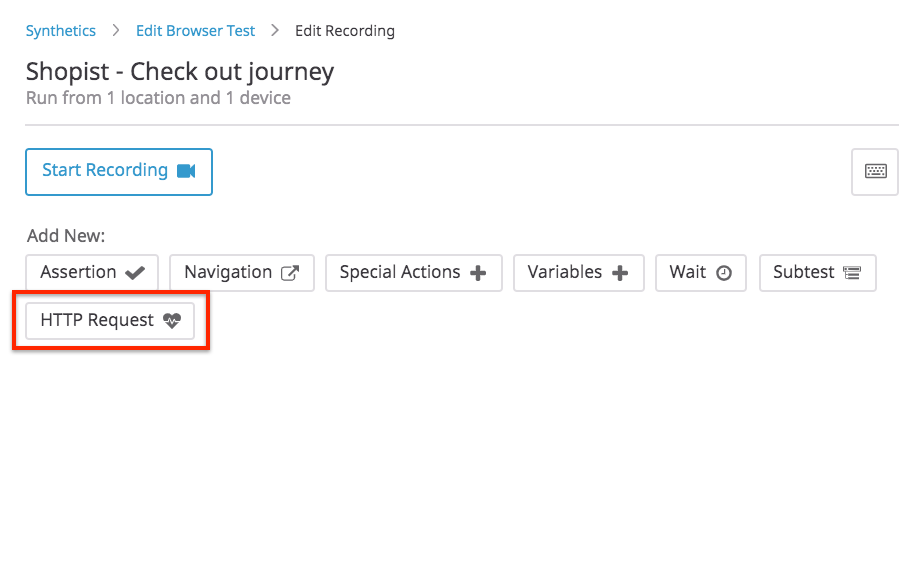 Synthetics > Edit Browser Test > Edit Recording
Shopist - Check out journey
Run from 1 location and 1 device
Start Recording
Add New:
Assertion Navigation Special Actions Variables Wait Subtest
HTTP Request